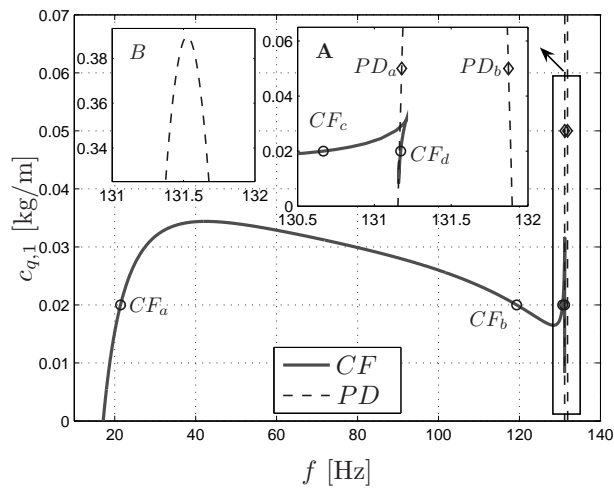 0.07
0.06
0.05
0.04
0.03
0.02
0.01
0
c_{q,1} [kg/m]
20 40 60 80 100 120 140
f [Hz]
B
0.38
0.36
0.34
131 131.5 132
A
0.06
0.04
0.02
0
130.5 131 131.5 132
PD_a
PD_b
CF_c
CF_d
CF_a
CF_b
CF
PD